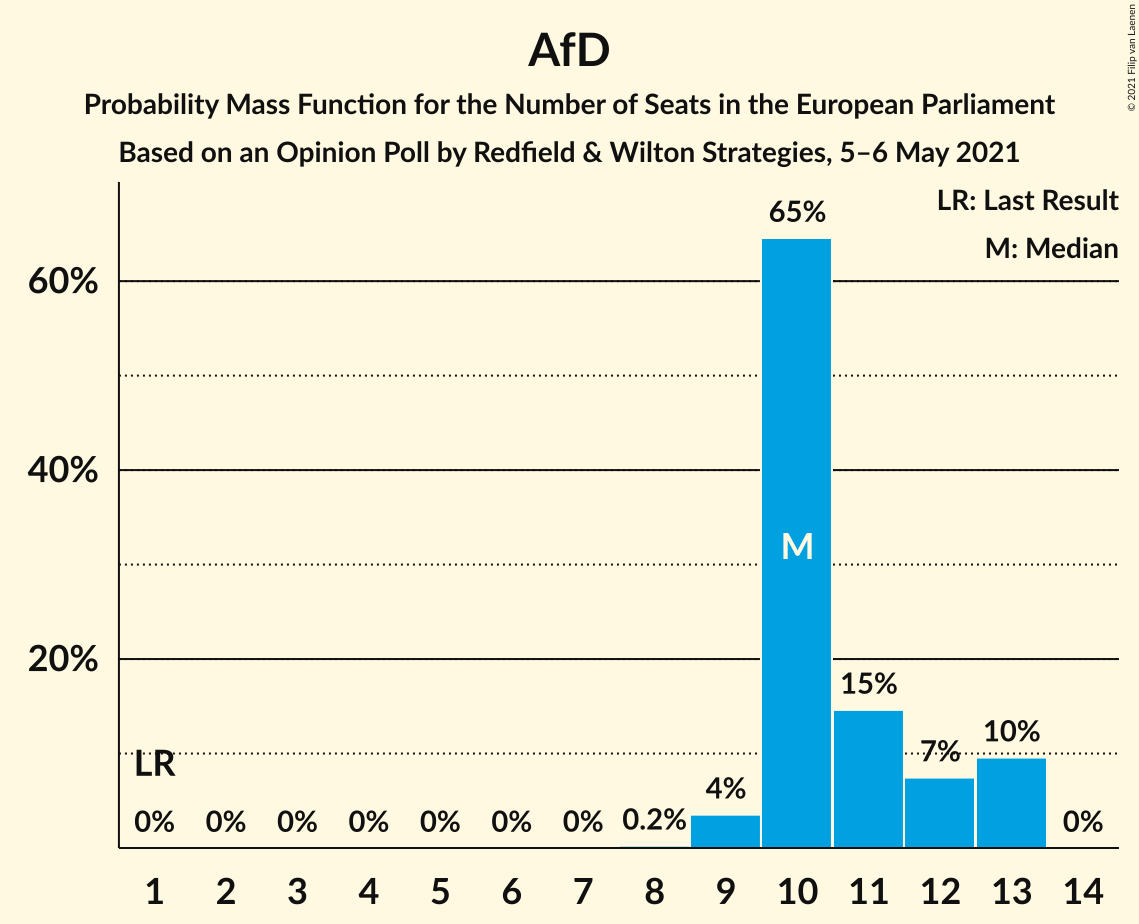 AfD
Probability Mass Function for the Number of Seats in the European Parliament
Based on an Opinion Poll by Redfield & Wilton Strategies, 5–6 May 2021
© 2021 Filip van Laenen
LR: Last Result
M: Median
65%
60%
40%
M
20%
15%
10%
7%
LR
4%
0% 0% 0% 0% 0% 0% 0% 0.2% 0%
1 2 3 4 5 6 7 8 9 10 11 12 13 14